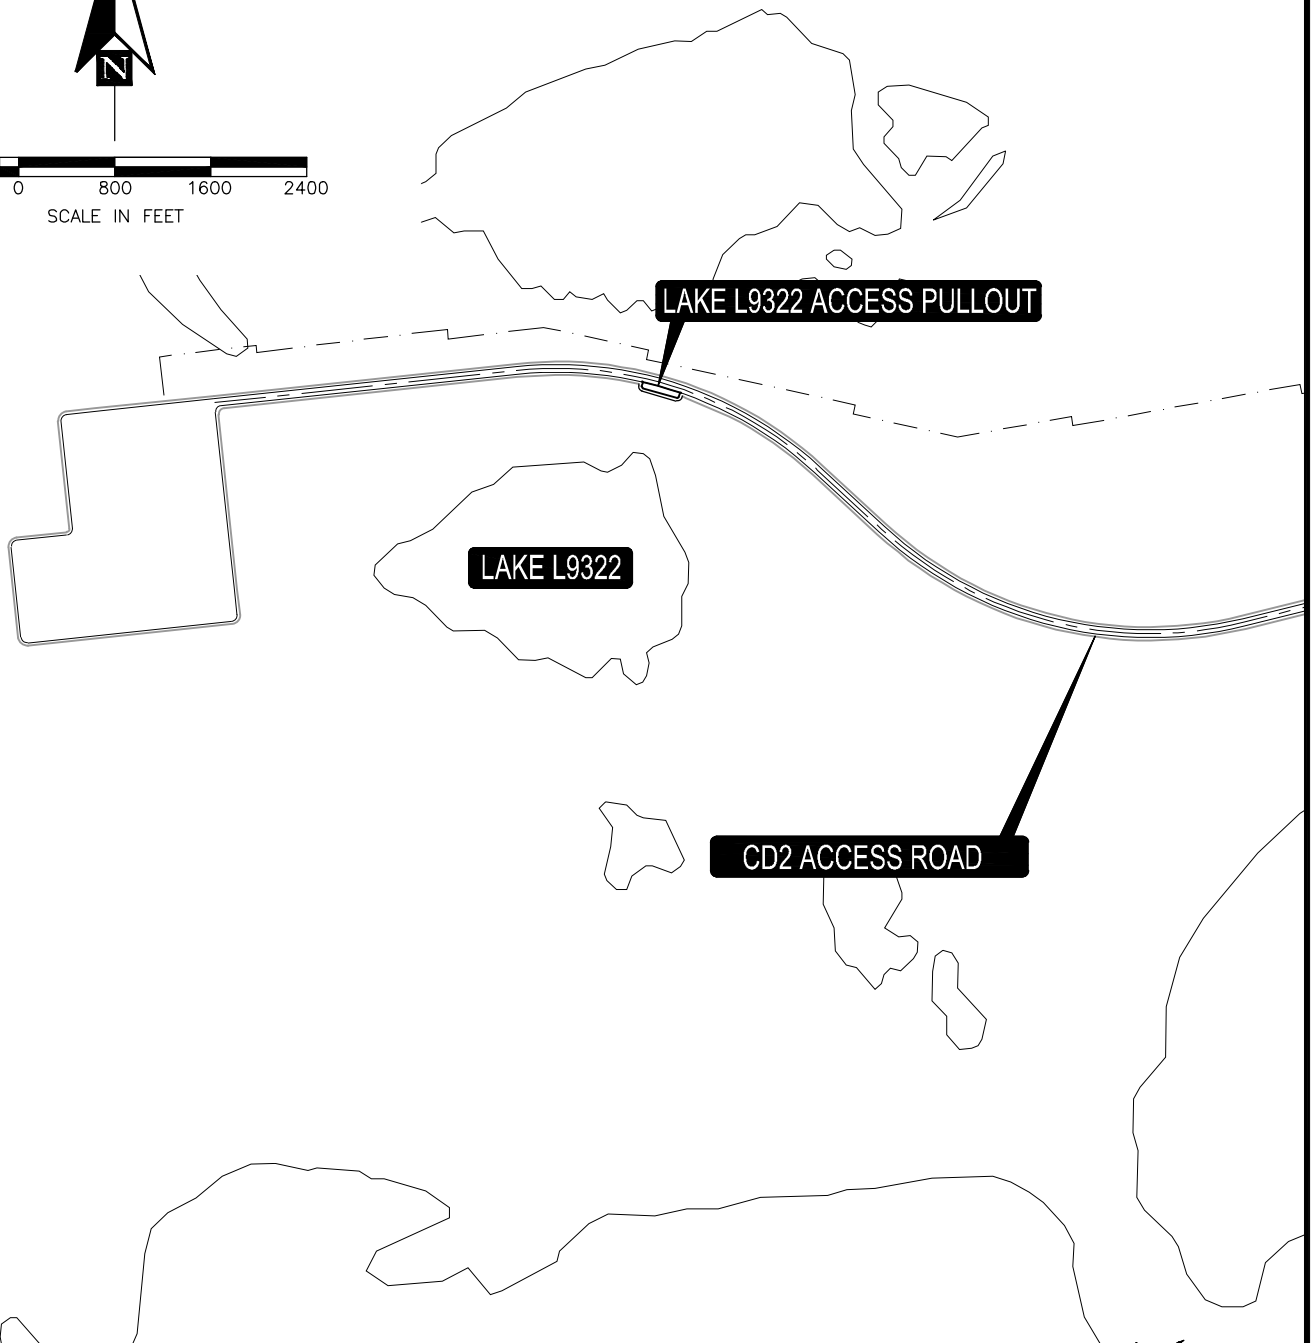 N
0 800 1600 2400
SCALE IN FEET
LAKE L9322 ACCESS PULLOUT
LAKE L9322
CD2 ACCESS ROAD